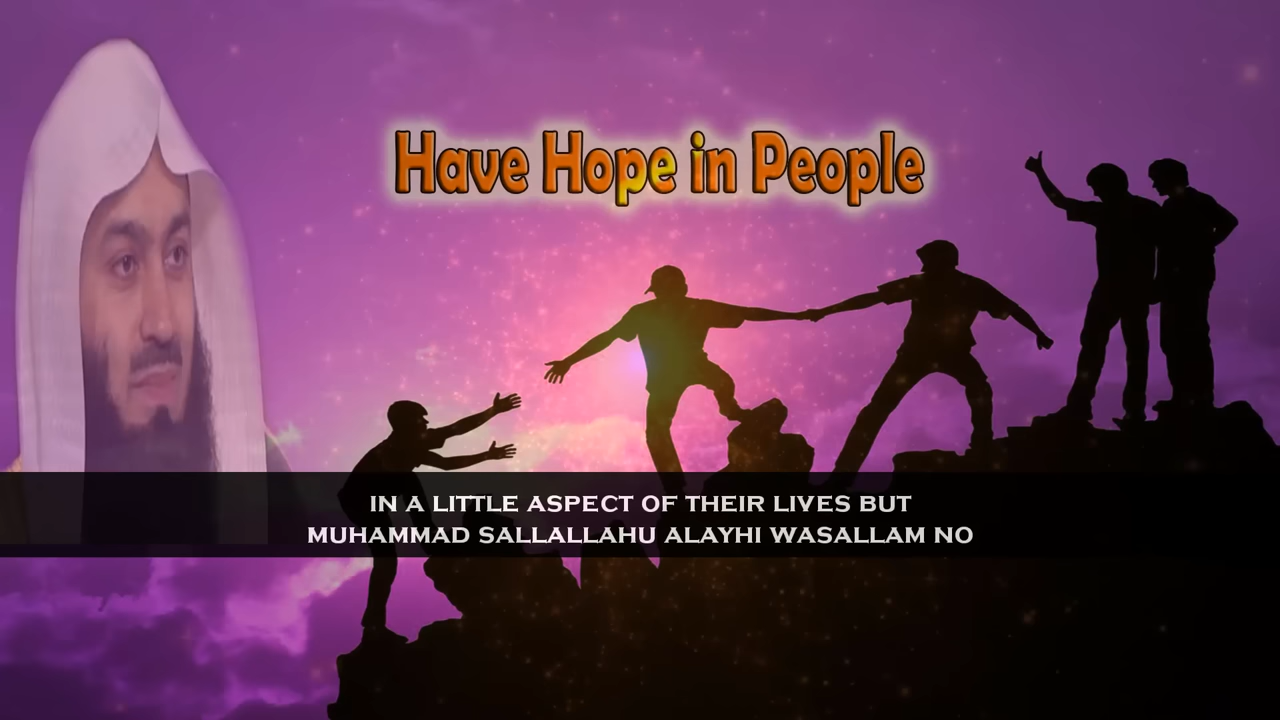 Have Hope in People
IN A LITTLE ASPECT OF THEIR LIVES BUT
MUHAMMAD SALLALLAHU ALAYHI WASALLAM NO